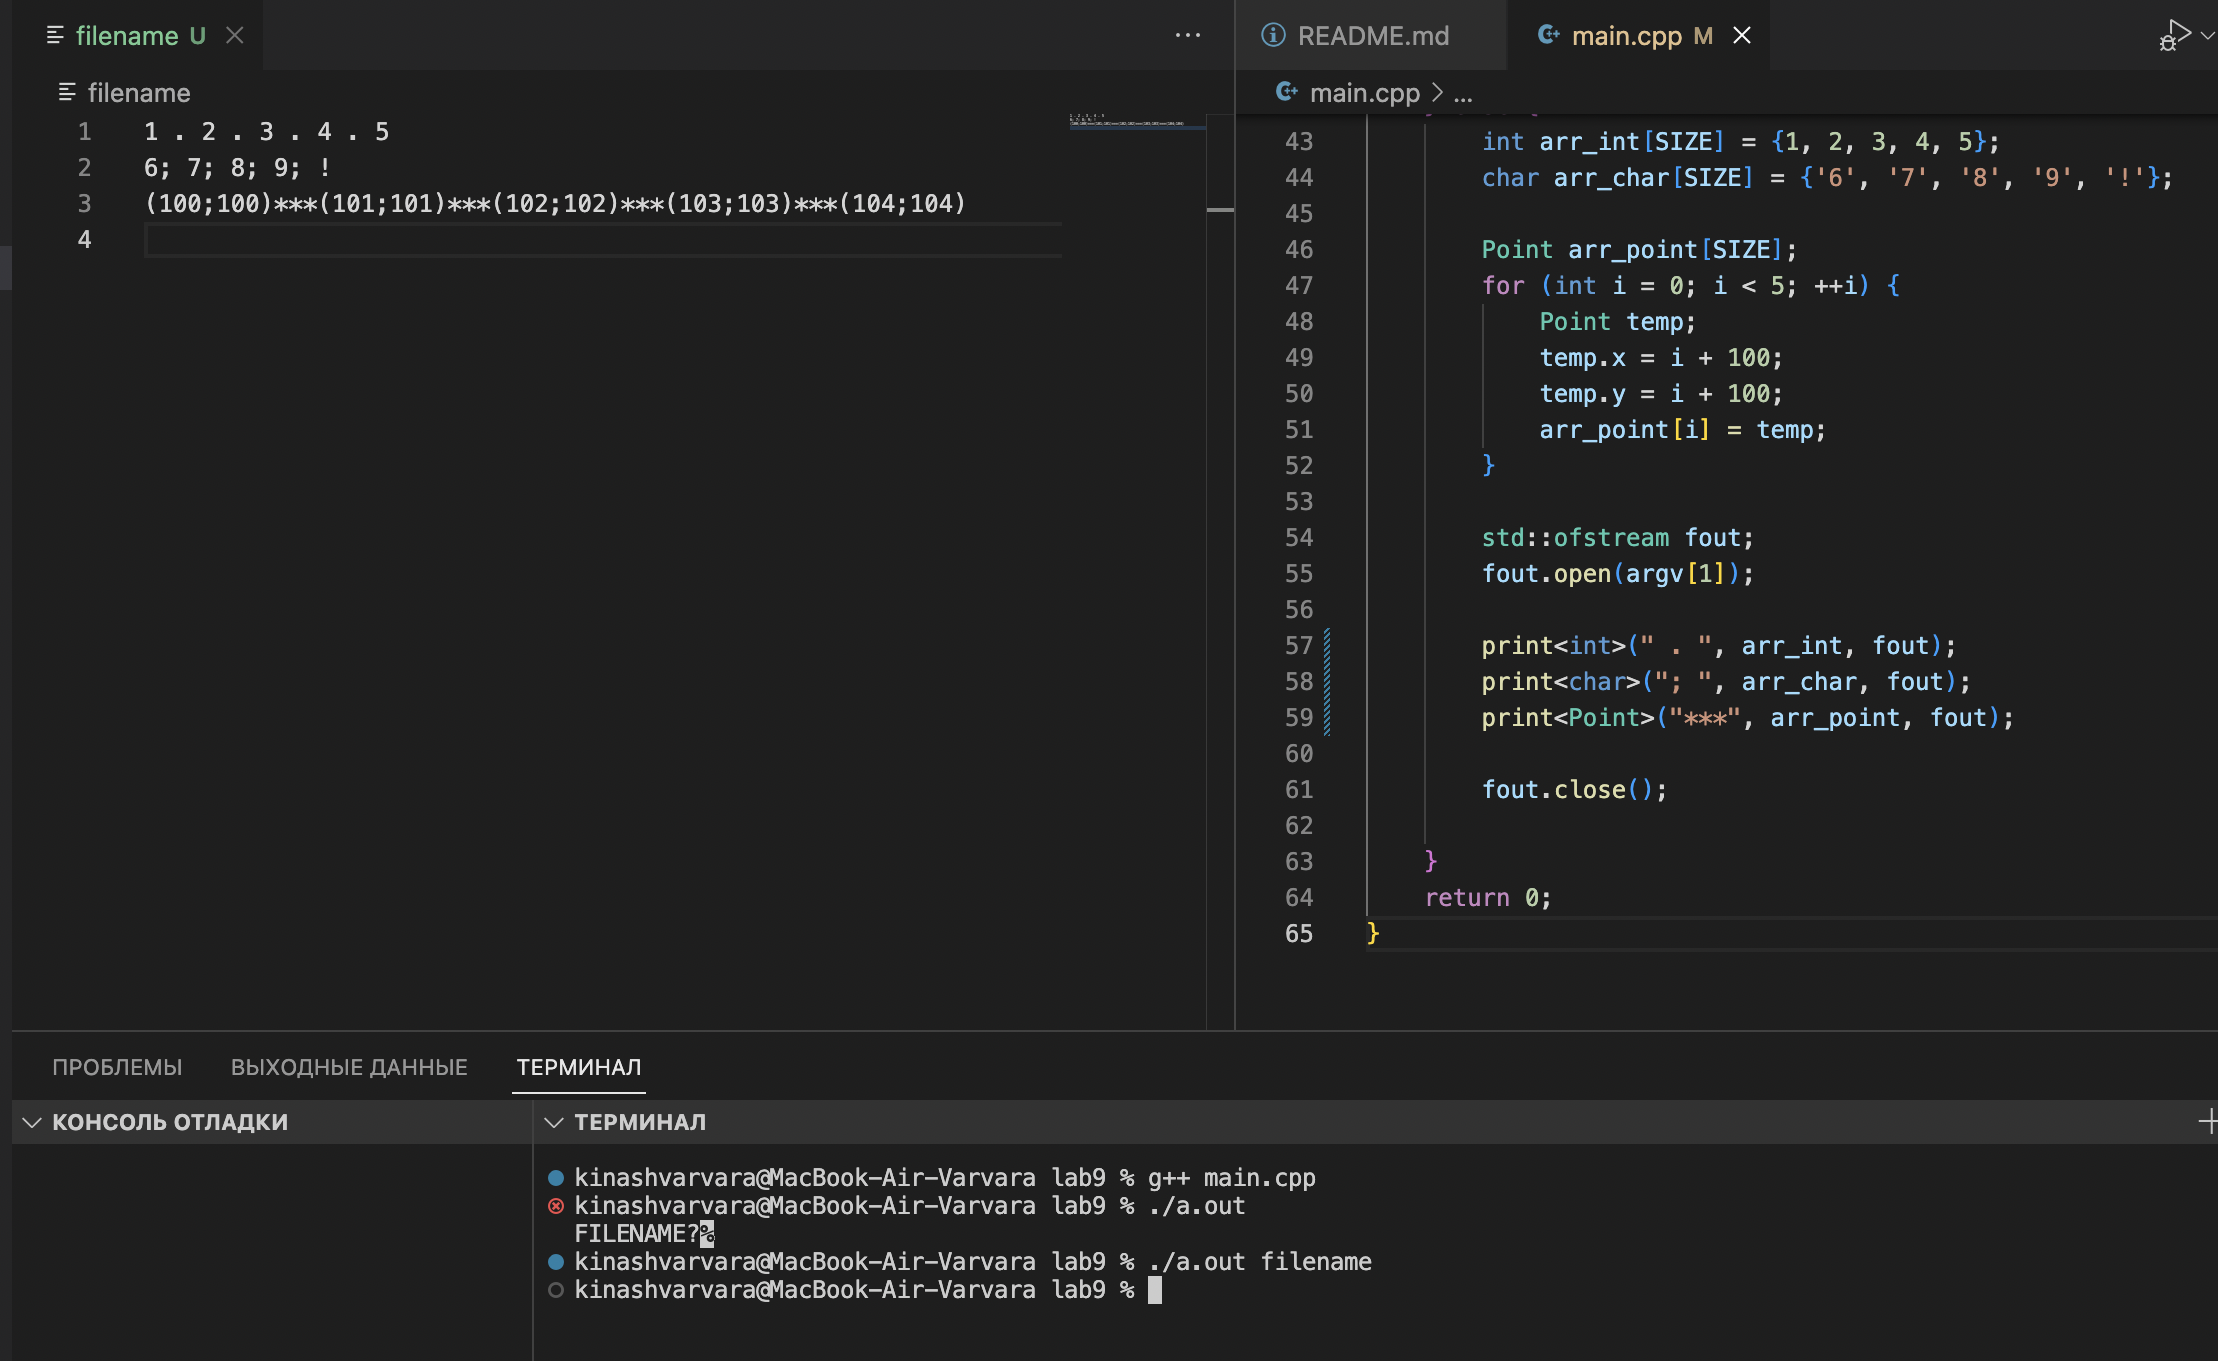 filename U
filename
1 1 . 2 . 3 . 4 . 5
2 6; 7; 8; 9; !
3 (100;100)***(101;101)***(102;102)***(103;103)***(104;104)
4
README.md
main.cpp M
main.cpp > ...
43 int arr_int[SIZE] = {1, 2, 3, 4, 5};
44 char arr_char[SIZE] = {'6', '7', '8', '9', '!'};
45
46 Point arr_point[SIZE];
47 for (int i = 0; i < 5; ++i) {
48 Point temp;
49 temp.x = i + 100;
50 temp.y = i + 100;
51 arr_point[i] = temp;
52 }
53
54 std::ofstream fout;
55 fout.open(argv[1]);
56
57 print<int>(" . ", arr_int, fout);
58 print<char>("; ", arr_char, fout);
59 print<Point>("***", arr_point, fout);
60
61 fout.close();
62
63 }
64 return 0;
65 }
ПРОБЛЕМЫ ВЫХОДНЫЕ ДАННЫЕ ТЕРМИНАЛ
КОНСОЛЬ ОТЛАДКИ
ТЕРМИНАЛ
kinashvarvara@MacBook-Air-Varvara lab9 % g++ main.cpp
kinashvarvara@MacBook-Air-Varvara lab9 % ./a.out
FILENAME?%
kinashvarvara@MacBook-Air-Varvara lab9 % ./a.out filename
kinashvarvara@MacBook-Air-Varvara lab9 %